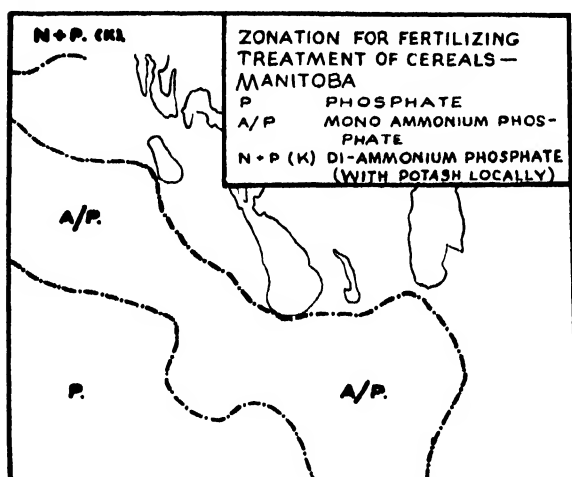 N+P. (K).
ZONATION FOR FERTILIZING
TREATMENT OF CEREALS—
MANITOBA
P PHOSPHATE
A/P MONO AMMONIUM PHOS-
PHATE
N+P (K) DI-AMMONIUM PHOSPHATE
(WITH POTASH LOCALLY)
A/P.
P.
A/P.